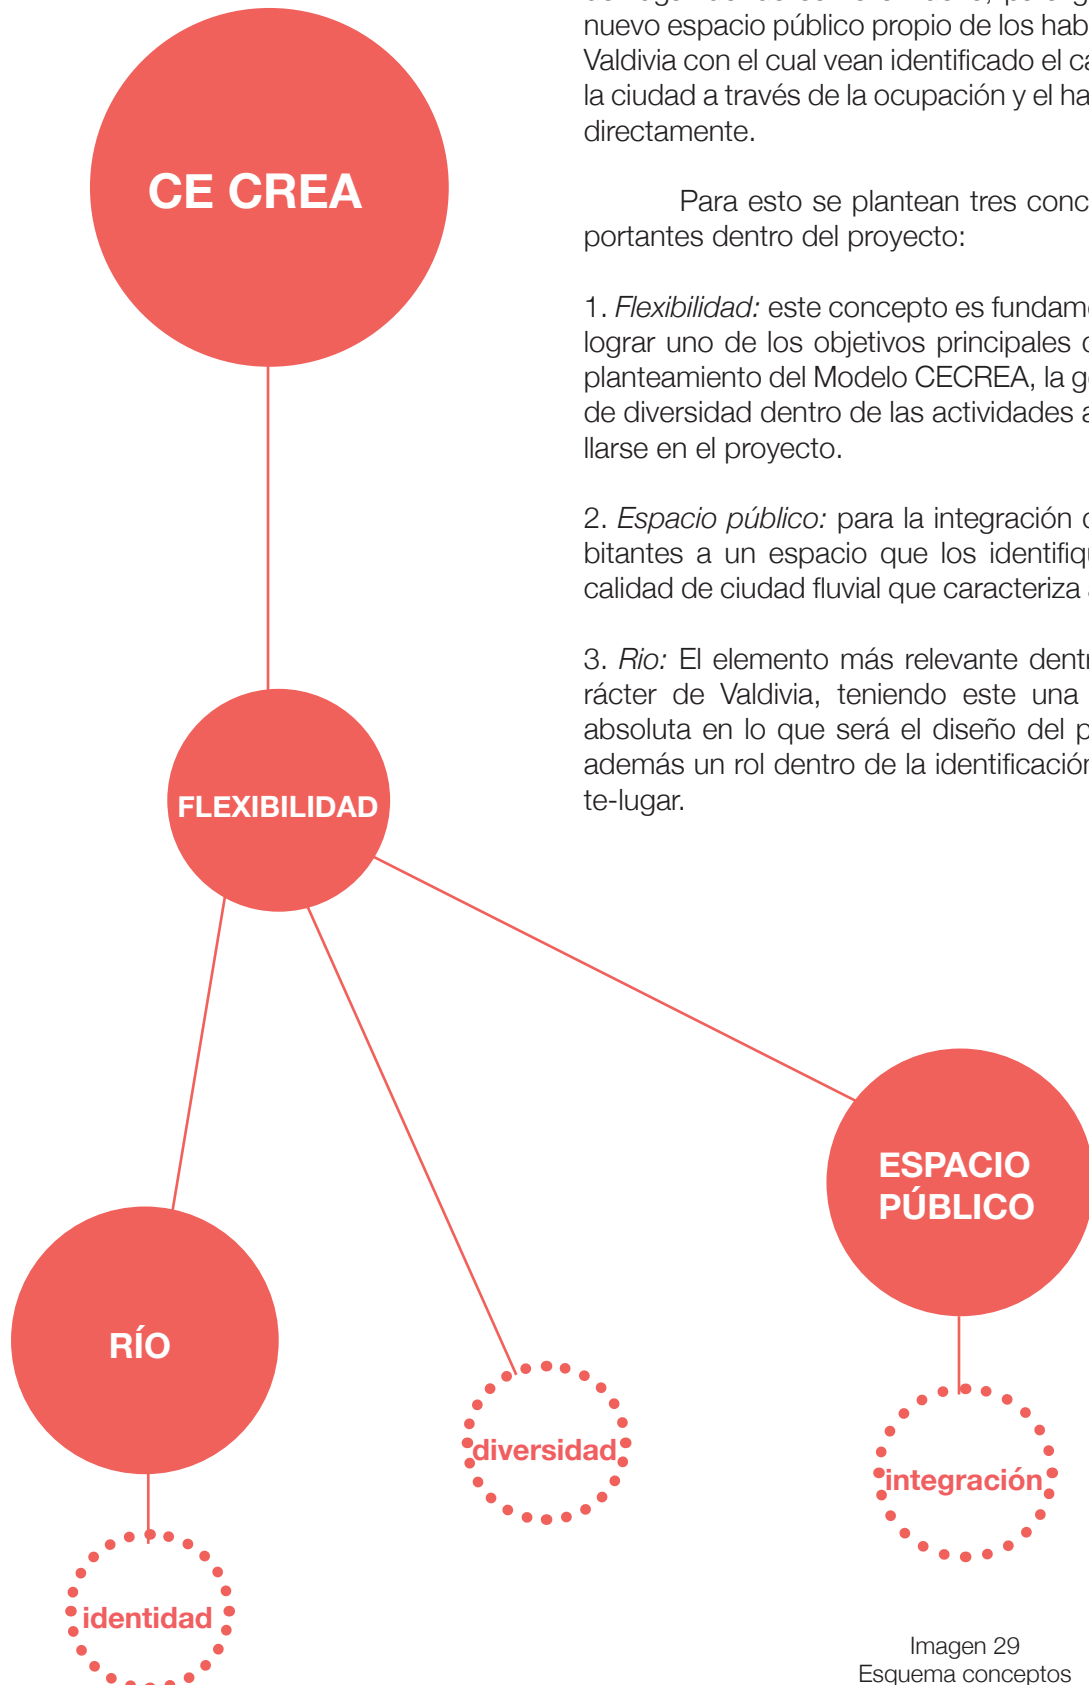 nuevo espacio público propio de los hab
Valdivia con el cual vean identificado el ca
la ciudad a través de la ocupación y el ha
directamente.
Para esto se plantean tres conc
portantes dentro del proyecto:
1. Flexibilidad: este concepto es fundam
lograr uno de los objetivos principales
planteamiento del Modelo CECREA, la g
de diversidad dentro de las actividades a
llarse en el proyecto.
2. Espacio público: para la integración
bitantes a un espacio que los identifiqu
calidad de ciudad fluvial que caracteriza
3. Rio: El elemento más relevante dentr
rácter de Valdivia, teniendo este una
absoluta en lo que será el diseño del p
además un rol dentro de la identificación
te-lugar.
CE CREA
FLEXIBILIDAD
ESPACIO
PÚBLICO
RÍO
diversidad
integración
identidad
Imagen 29
Esquema conceptos